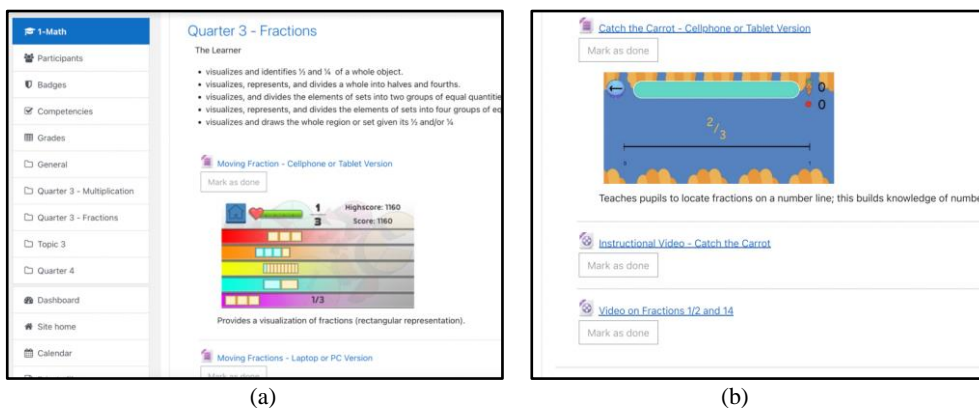 1-Math
Participants
Badges
Competencies
Grades
General
Quarter 3 - Multiplication
Quarter 3 - Fractions
Topic 3
Quarter 4
Dashboard
Site home
Calendar
Quarter 3 - Fractions
The Learner
• visualizes and identifies ½ and ¼ of a whole object.
• visualizes, represents, and divides a whole into halves and fourths.
• visualizes, and divides the elements of sets into two groups of equal quantitie
• visualizes, represents, and divides the elements of sets into four groups of eq
• visualizes and draws the whole region or set given its ½ and/or ¼
Moving Fraction - Cellphone or Tablet Version
Mark as done
1
3
Highscore: 1160
Score: 1160
1/3
Provides a visualization of fractions (rectangular representation).
Moving Fractions - Laptop or PC Version
Mark as done
(a)
Catch the Carrot - Cellphone or Tablet Version
Mark as done
0
0
2/3
Teaches pupils to locate fractions on a number line; this builds knowledge of numbe
Instructional Video - Catch the Carrot
Mark as done
Video on Fractions 1/2 and 14
Mark as done
(b)